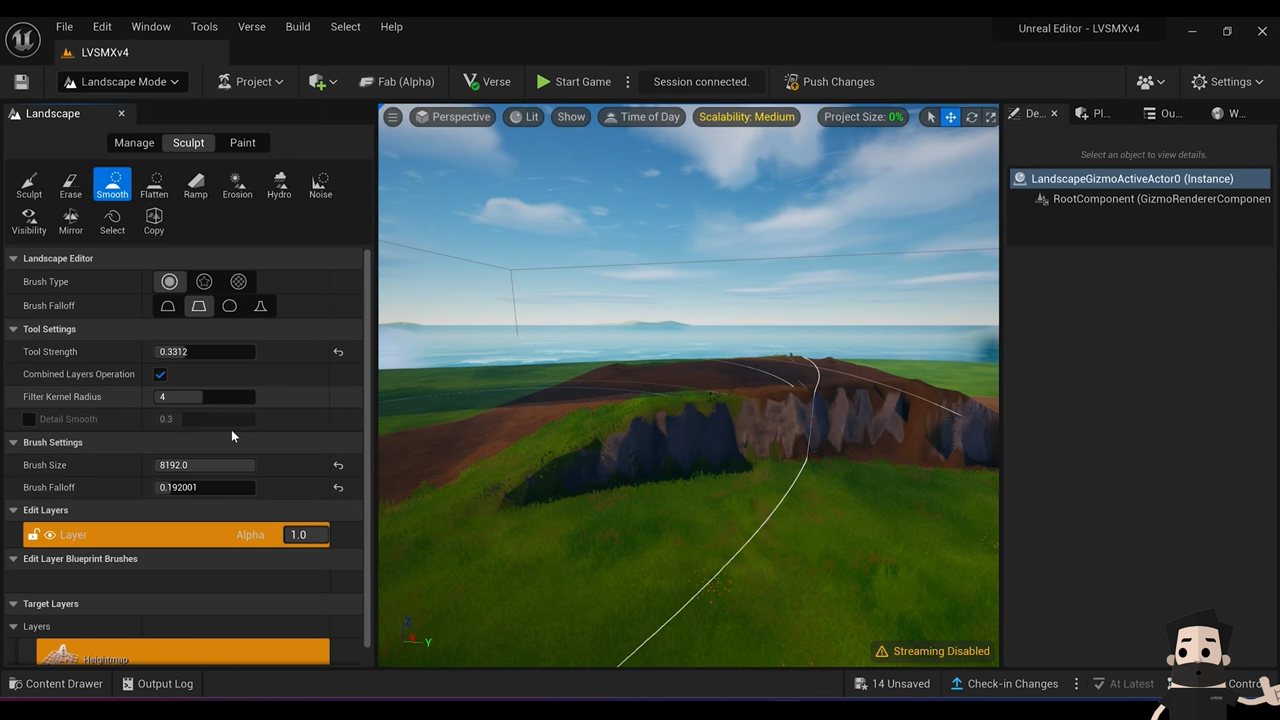 File Edit Window Tools Verse Build Select Help
Unreal Editor - LVSMXv4
LVSMXv4
Landscape Mode
Project
Fab (Alpha)
Verse
Start Game
Session connected.
Push Changes
Settings
Landscape
Perspective
Lit
Show
Time of Day
Scalability: Medium
Project Size: 0%
De...
Pl...
Ou...
W...
Manage Sculpt Paint
Select an object to view details.
LandscapeGizmoActiveActor0 (Instance)
RootComponent (GizmoRendererComponen
Sculpt Erase Smooth Flatten Ramp Erosion Hydro Noise
Visibility Mirror Select Copy
Landscape Editor
Brush Type
Brush Falloff
Tool Settings
Tool Strength 0.3312
Combined Layers Operation
Filter Kernel Radius 4
Detail Smooth 0.3
Brush Settings
Brush Size 8192.0
Brush Falloff 0.192001
Edit Layers
Layer Alpha 1.0
Edit Layer Blueprint Brushes
Target Layers
Layers
Heightmap
Z
X
Y
Streaming Disabled
Content Drawer
Output Log
14 Unsaved
Check-in Changes
At Latest